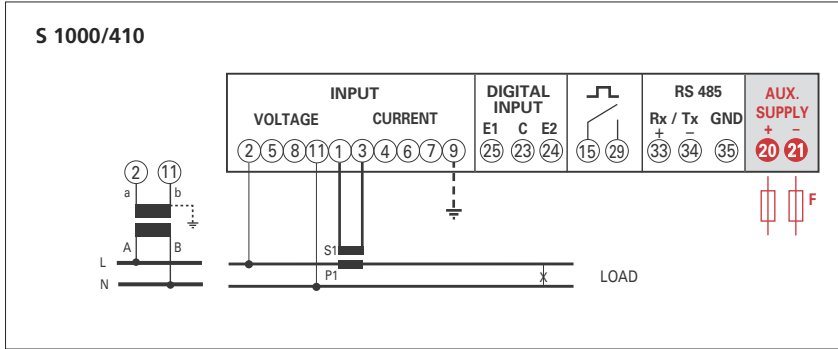 S 1000/410
INPUT
VOLTAGE CURRENT
2 5 8 11 1 3 4 6 7 9
DIGITAL
INPUT
E1 C E2
25 23 24
15 29
RS 485
Rx / Tx GND
+ −
33 34 35
AUX.
SUPPLY
+ −
20 21
F
2 11
a b
A B
L
N
S1
P1
X
LOAD